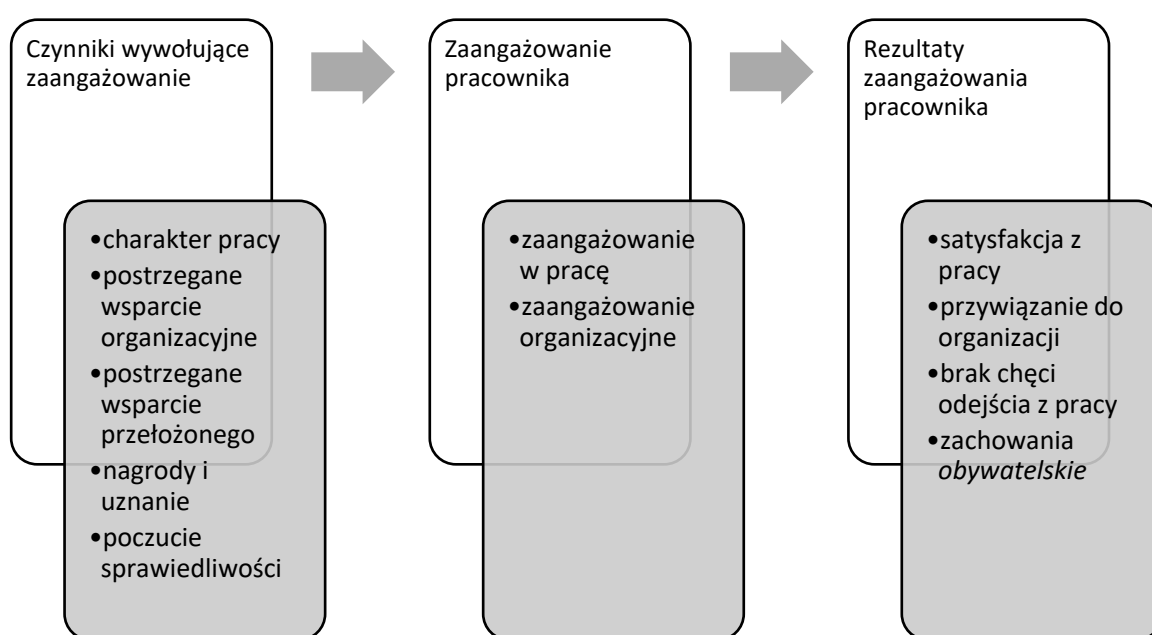 Czynniki wywołujące
zaangażowanie
•charakter pracy
•postrzegane
wsparcie
organizacyjne
•postrzegane
wsparcie
przełożonego
•nagrody i
uznanie
•poczucie
sprawiedliwości
Zaangażowanie
pracownika
•zaangażowanie
w pracę
•zaangażowanie
organizacyjne
Rezultaty
zaangażowania
pracownika
•satysfakcja z
pracy
•przywiązanie do
organizacji
•brak chęci
odejścia z pracy
•zachowania
obywatelskie